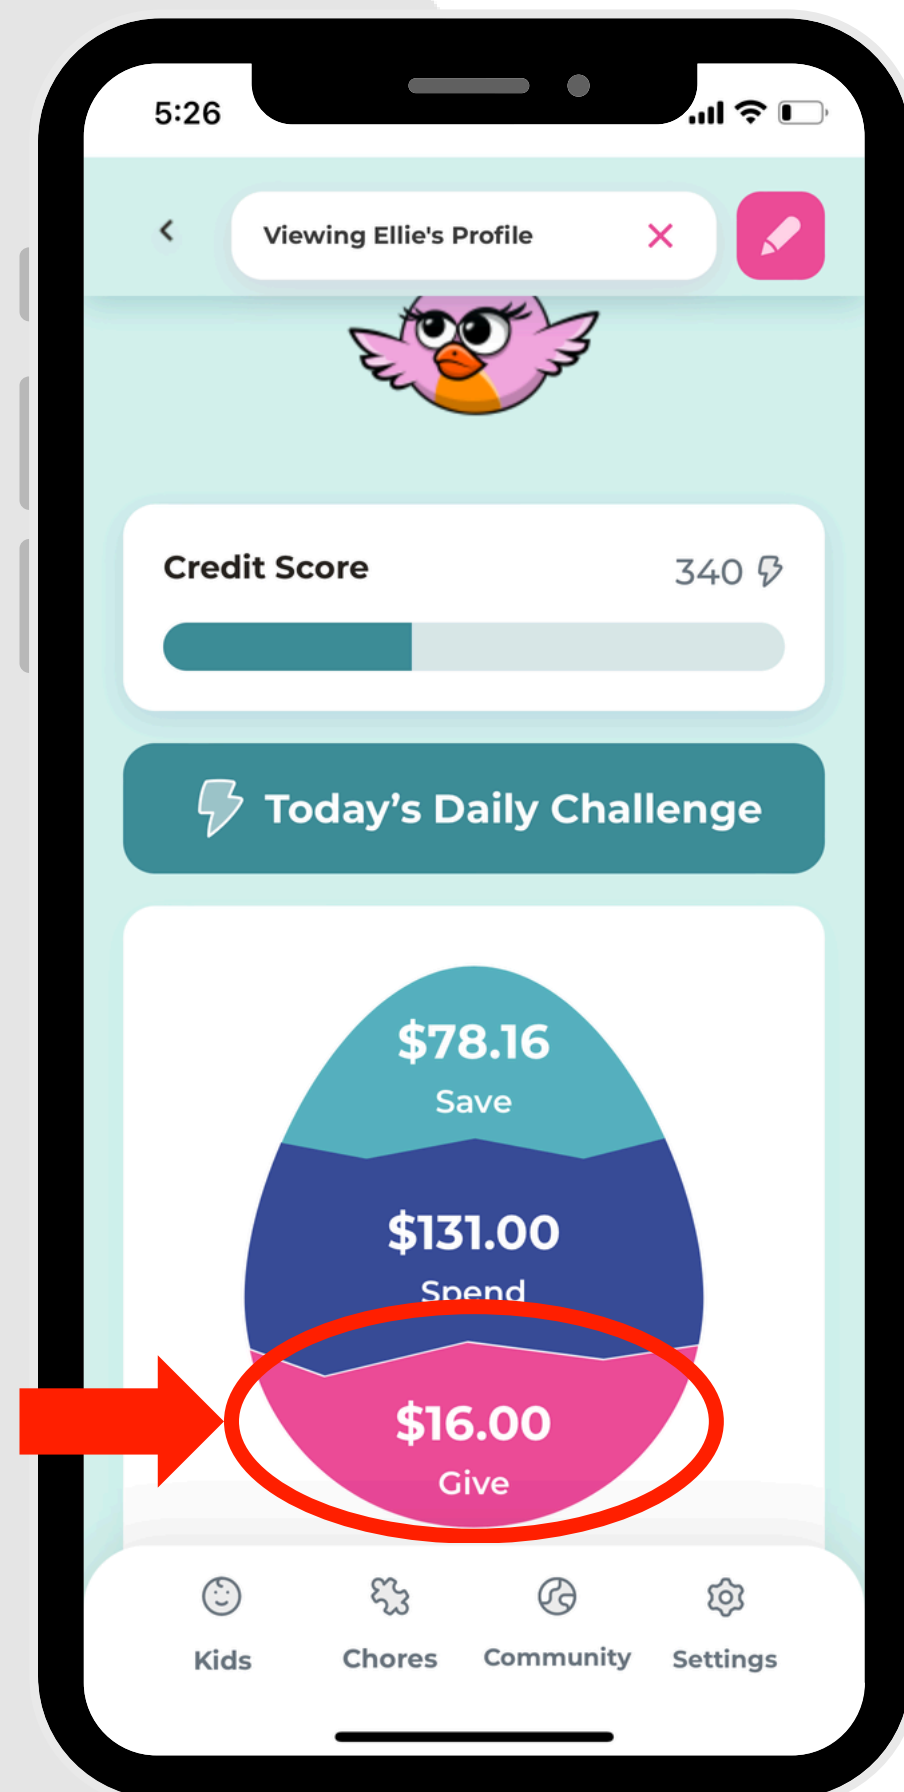 5:26
Viewing Ellie's Profile
Credit Score
340
Today's Daily Challenge
$78.16
Save
$131.00
Spend
$16.00
Give
Kids
Chores
Community
Settings